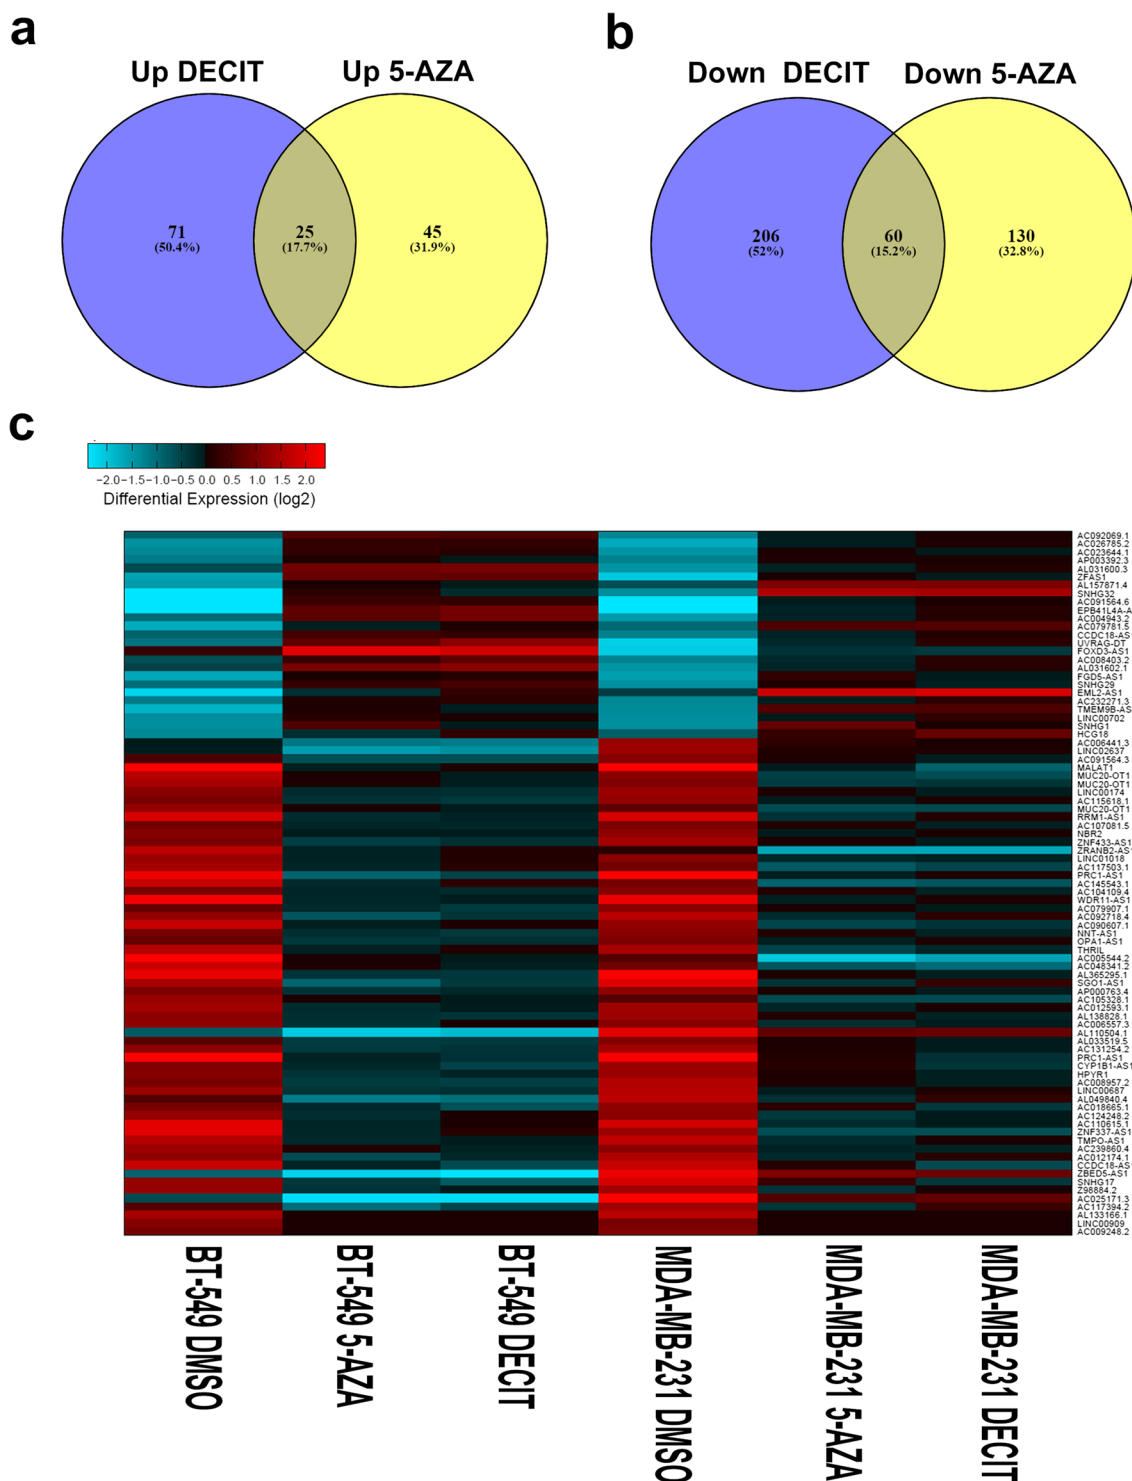 a
Up DECIT
Up 5-AZA
71
(50.4%)
25
(17.7%)
45
(31.9%)
b
Down DECIT
Down 5-AZA
206
(52%)
60
(15.2%)
130
(32.8%)
c
−2.0 −1.5 −1.0 −0.5 0.0 0.5 1.0 1.5 2.0
Differential Expression (log2)
AC092069.1
AC026785.2
AC023644.1
AP003392.3
AL031600.3
ZFAS1
AL157871.4
SNHG32
AC091564.6
EPB41L4A-A
AC004943.2
AC079781.5
CCDC18-AS
UVRAG-DT
FOXD3-AS1
AC008403.2
AL031602.1
FGD5-AS1
SNHG29
EML2-AS1
AC232271.3
TMEM9B-AS
LINC00702
SNHG1
HCG18
AC006441.3
LINC02637
AC091564.3
MALAT1
MUC20-OT1
MUC20-OT1
LINC00174
AC115618.1
MUC20-OT1
RRM1-AS1
AC107081.5
NBR2
ZNF433-AS1
ZRANB2-AS
LINC01018
AC117503.1
PRC1-AS1
AC145543.1
AC104109.4
WDR11-AS1
AC079907.1
AC092718.4
AC090607.1
NNT-AS1
OPA1-AS1
THRIL
AC005544.2
AC048341.2
AL365295.1
SGO1-AS1
AP000763.4
AC105328.1
AC012593.1
AL138828.1
AC006557.3
AL110504.1
AL033519.5
AC131254.2
PRC1-AS1
CYP1B1-AS1
HPYR1
AC008957.2
LINC00687
AL049840.4
AC018665.1
AC124248.2
AC110615.1
ZNF337-AS1
TMPO-AS1
AC239860.4
AC012174.1
CCDC18-AS
ZBED5-AS1
SNHG17
Z98884.2
AC025171.3
AC117394.2
AL133166.1
LINC00909
AC009248.2
BT-549 DMSO
BT-549 5-AZA
BT-549 DECIT
MDA-MB-231 DMSO
MDA-MB-231 5-AZA
MDA-MB-231 DECIT